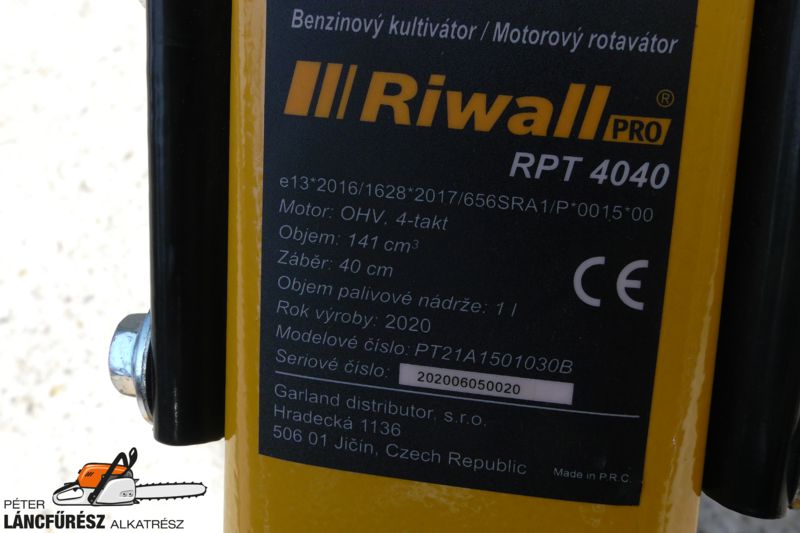 Benzinový kultivátor / Motorový rotavátor
Riwall PRO ®
RPT 4040
e13*2016/1628*2017/656SRA1/P*0015*00
Motor: OHV, 4-takt
Objem: 141 cm³
Záběr: 40 cm
Objem palivové nádrže: 1 l
Rok výroby: 2020
Modelové číslo: PT21A1501030B
Seriové číslo: 202006050020
CE
Garland distributor, s.r.o.
Hradecká 1136
506 01 Jičín, Czech Republic
Made in P.R.C.
PÉTER
LÁNCFŰRÉSZ ALKATRÉSZ